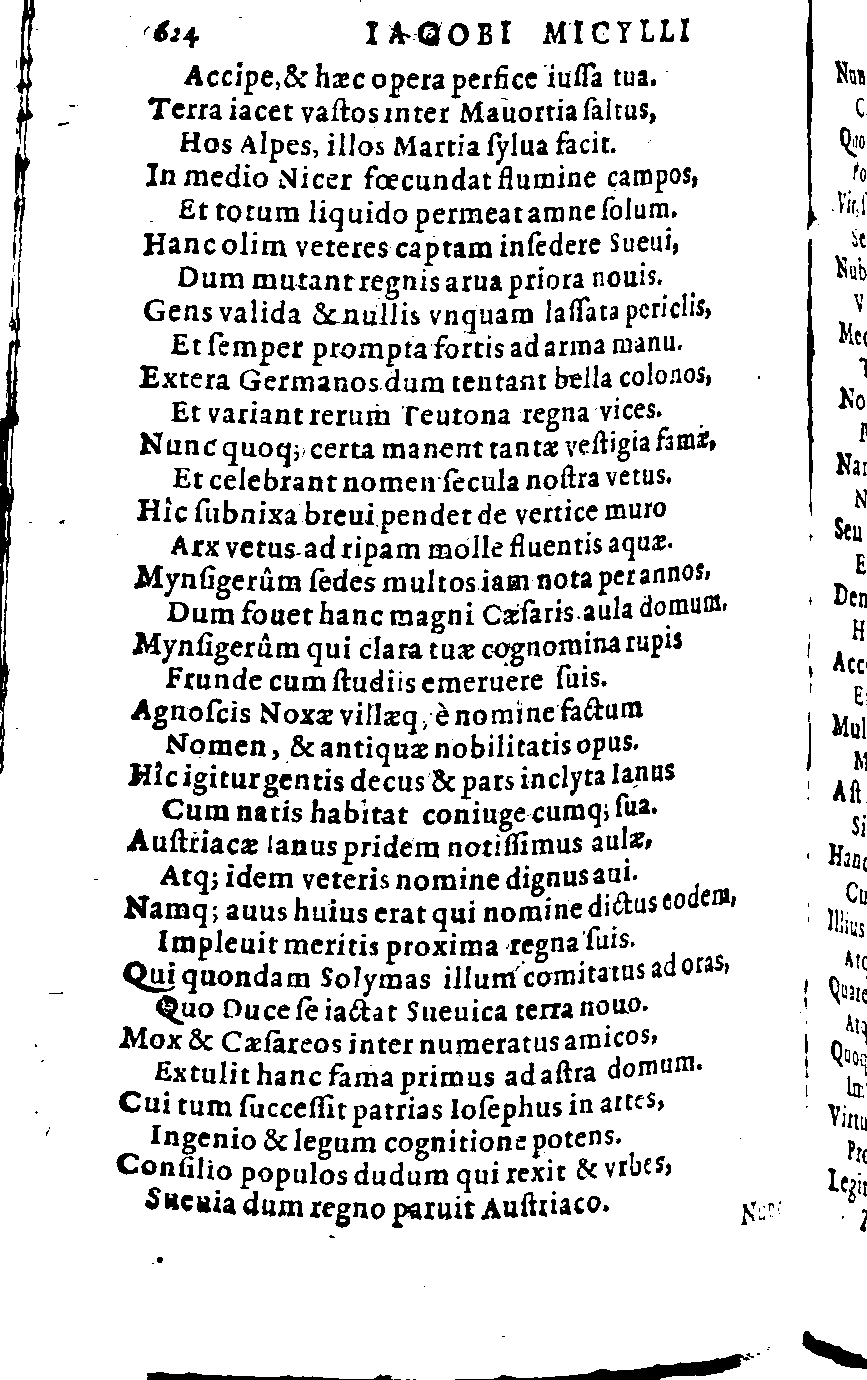 624 IACOBI MICYLLI
Accipe, & hæc opera perfice iuſſa tua.
Terra iacet vaſtos inter Mauortia ſaltus,
Hos Alpes, illos Martia ſylua facit.
In medio Nicer fœcundat flumine campos,
Et totum liquido permeat amne ſolum.
Hanc olim veteres captam inſedere Sueui,
Dum mutant regnis arua priora nouis.
Gens valida & nullis vnquam laſſata periclis,
Et ſemper prompta fortis ad arma manu.
Extera Germanos dum tentant bella colonos,
Et variant rerum Teutona regna vices.
Nunc quoq; certa manent tantæ veſtigia famæ,
Et celebrant nomen ſecula noſtra vetus.
Hîc ſubnixa breui pendet de vertice muro
Arx vetus ad ripam molle fluentis aquæ.
Mynſigerûm ſedes multos iam nota per annos,
Dum fouet hanc magni Cæſaris aula domum.
Mynſigerûm qui clara tuæ cognomina rupis
Frunde cum ſtudiis emeruere ſuis.
Agnoſcis Noxæ villæq, è nomine factum
Nomen, & antiquæ nobilitatis opus.
Hîc igitur gentis decus & pars inclyta Ianus
Cum natis habitat coniuge cumq; ſua.
Auſtriacæ Ianus pridem notiſſimus aulæ,
Atq; idem veteris nomine dignus aui.
Namq; auus huius erat qui nomine dictus eodem,
Impleuit meritis proxima regna ſuis.
Qui quondam Solymas illum comitatus ad oras,
Quo Duce ſe iactat Sueuica terra nouo.
Mox & Cæſareos inter numeratus amicos,
Extulit hanc fama primus ad aſtra domum.
Cui tum ſucceſſit patrias Ioſephus in artes,
Ingenio & legum cognitione potens.
Conſilio populos dudum qui rexit & vrbes,
Sueuia dum regno paruit Auſtriaco.